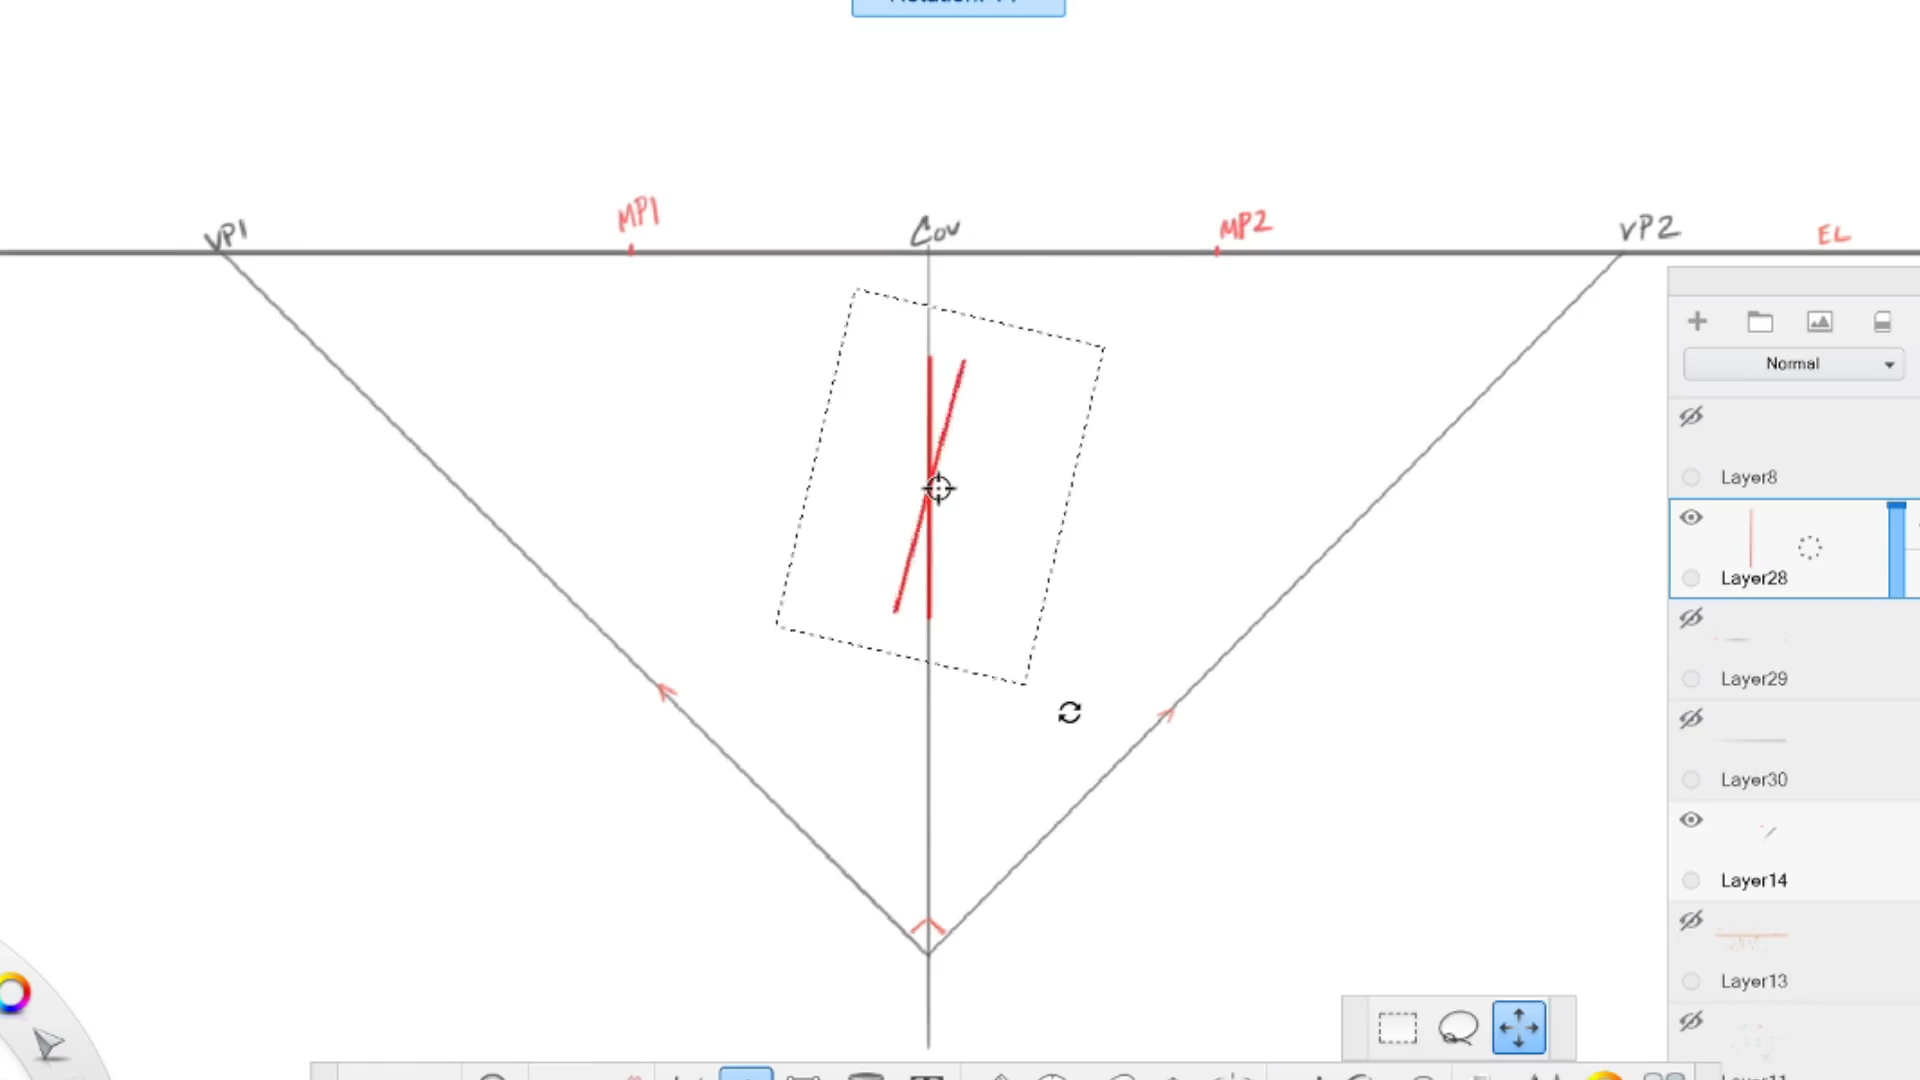 VP1
MP1
Cov
MP2
VP2
EL
Normal
Layer8
Layer28
Layer29
Layer30
Layer14
Layer13